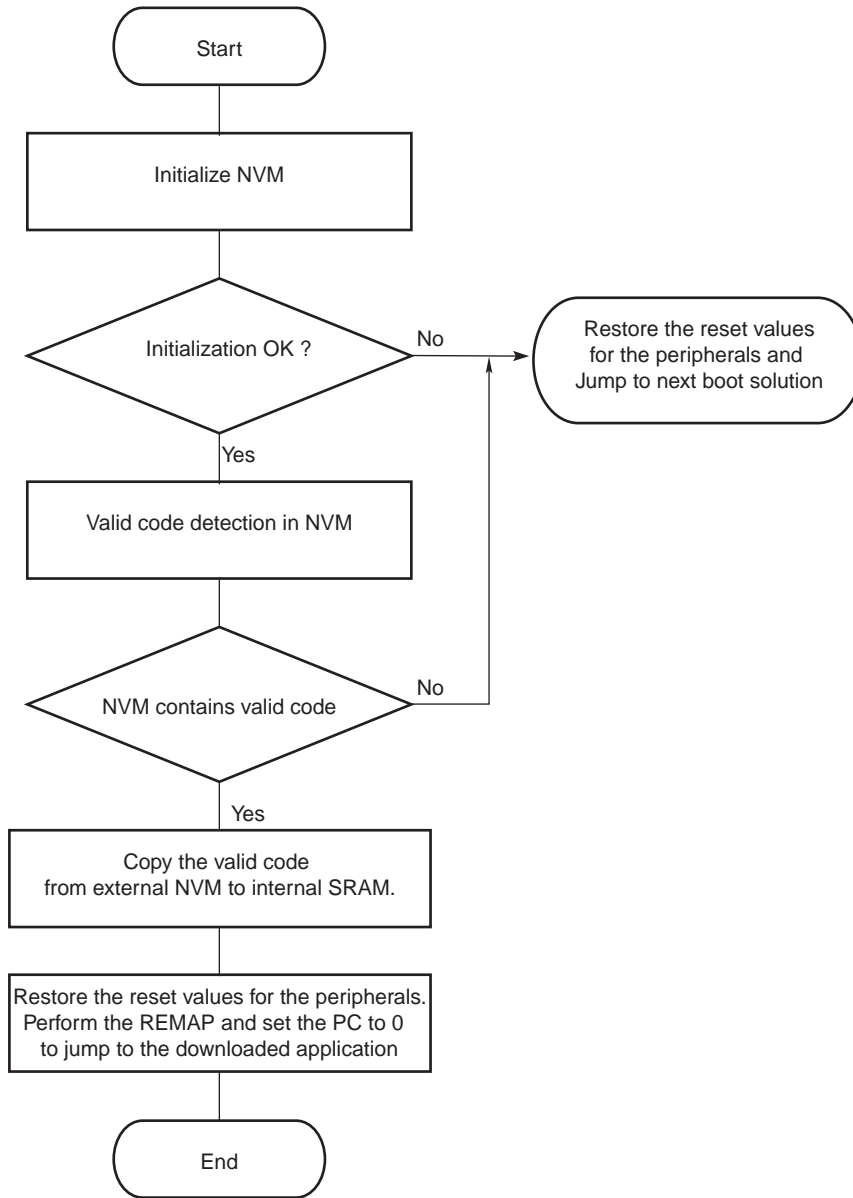 Start
Initialize NVM
Initialization OK ?
No
Restore the reset values
for the peripherals and
Jump to next boot solution
Yes
Valid code detection in NVM
NVM contains valid code
No
Yes
Copy the valid code
from external NVM to internal SRAM.
Restore the reset values for the peripherals.
Perform the REMAP and set the PC to 0
to jump to the downloaded application
End